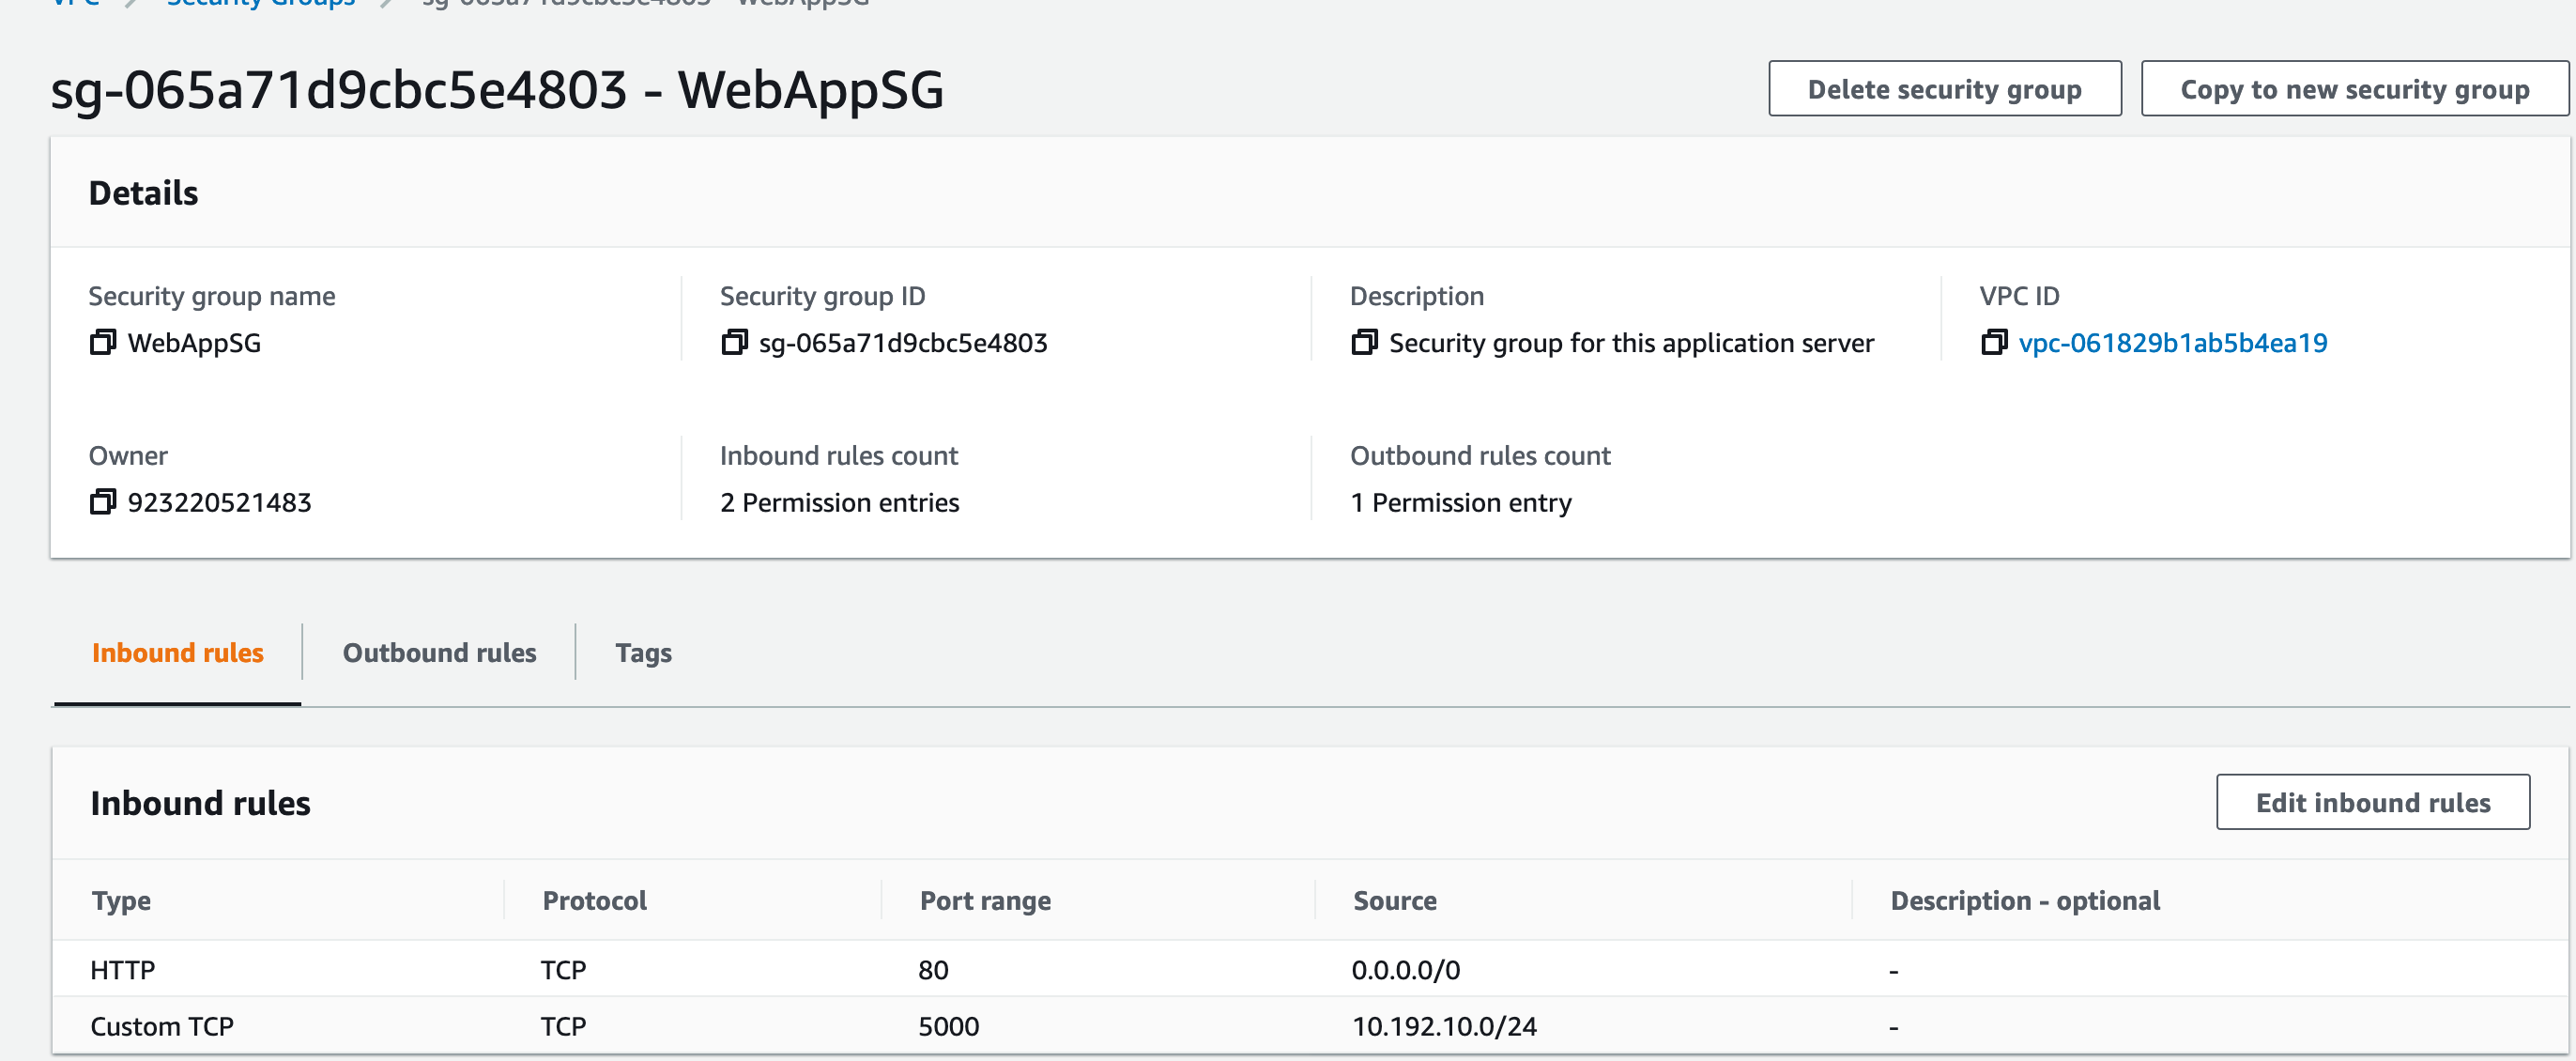 VPC > Security Groups > sg-065a71d9cbc5e4803 - WebAppSG
sg-065a71d9cbc5e4803 - WebAppSG
Delete security group
Copy to new security group
Details
Security group name
Security group ID
Description
VPC ID
WebAppSG
sg-065a71d9cbc5e4803
Security group for this application server
vpc-061829b1ab5b4ea19
Owner
Inbound rules count
Outbound rules count
923220521483
2 Permission entries
1 Permission entry
Inbound rules
Outbound rules
Tags
Inbound rules
Edit inbound rules
Type Protocol Port range Source Description - optional
HTTP TCP 80 0.0.0.0/0 -
Custom TCP TCP 5000 10.192.10.0/24 -